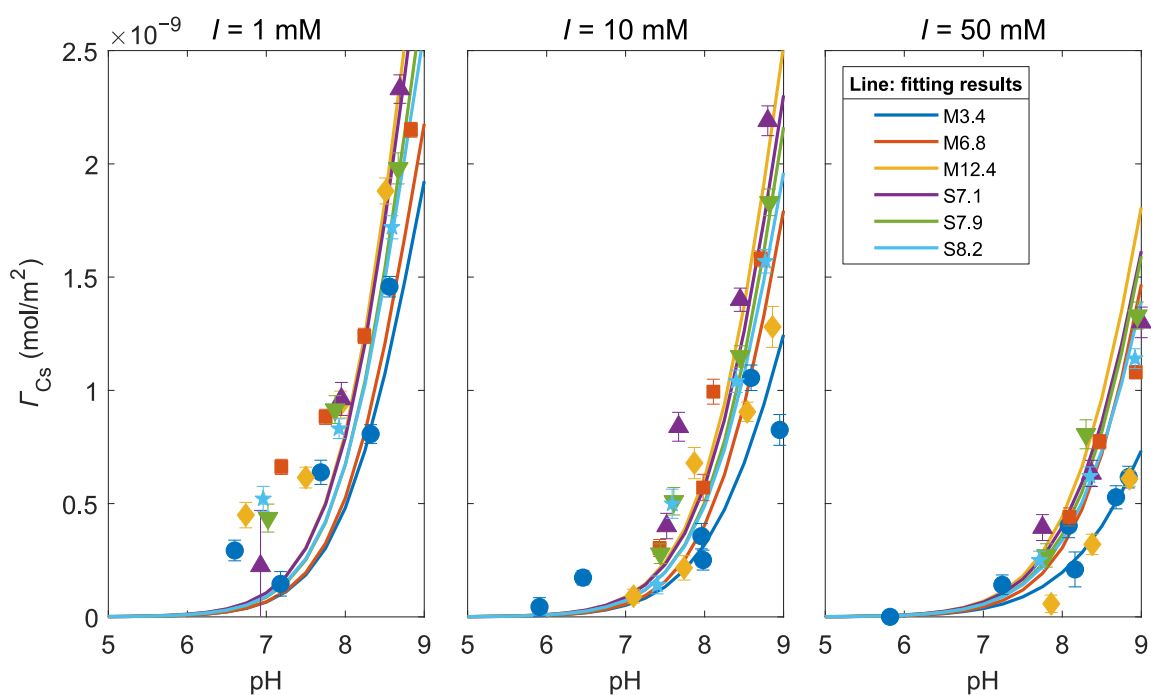 ×10⁻⁹
I = 1 mM
I = 10 mM
I = 50 mM
Γ_Cs (mol/m²)
2.5
2
1.5
1
0.5
0
5 6 7 8 9
5 6 7 8 9
5 6 7 8 9
pH
pH
pH
Line: fitting results
M3.4
M6.8
M12.4
S7.1
S7.9
S8.2